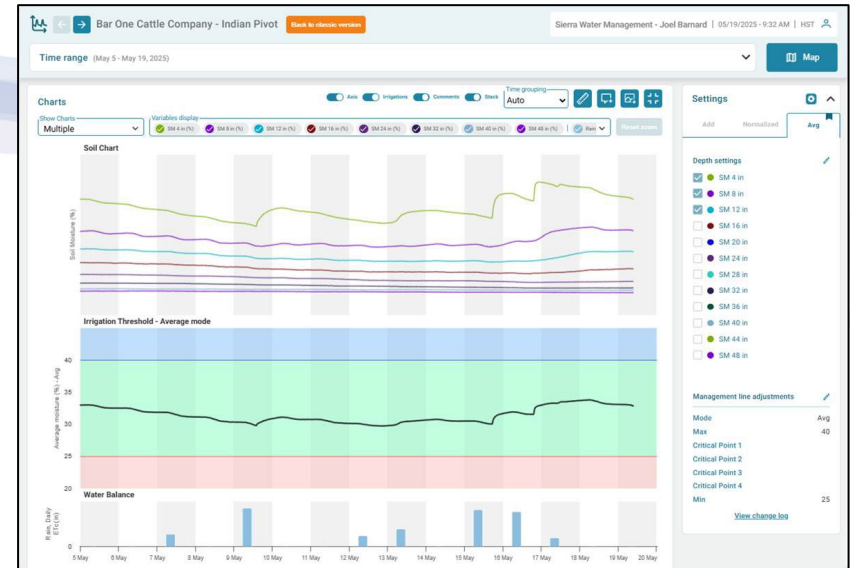 Bar One Cattle Company - Indian Pivot Back to classic version Sierra Water Management - Joel Barnard | 05/19/2025 - 9:32 AM | HST
Time range (May 5 - May 19, 2025) Map
Charts Axis Irrigations Comments Stack Time grouping Auto
Show Charts Multiple Variables display SM 4 in (%) SM 8 in (%) SM 12 in (%) SM 16 in (%) SM 24 in (%) SM 32 in (%) SM 40 in (%) SM 48 in (%) Rain Reset zoom
Soil Chart
Soil Moisture (%)
Irrigation Threshold - Average mode
Average moisture (%) - Avg
40
35
30
25
20
Water Balance
Rain, Daily
ETc(in)
0
5 May 6 May 7 May 8 May 9 May 10 May 11 May 12 May 13 May 14 May 15 May 16 May 17 May 18 May 19 May 20 May
Settings
Add Normalized Avg
Depth settings
SM 4 in
SM 8 in
SM 12 in
SM 16 in
SM 20 in
SM 24 in
SM 28 in
SM 32 in
SM 36 in
SM 40 in
SM 44 in
SM 48 in
Management line adjustments
Mode Avg
Max 40
Critical Point 1
Critical Point 2
Critical Point 3
Critical Point 4
Min 25
View change log